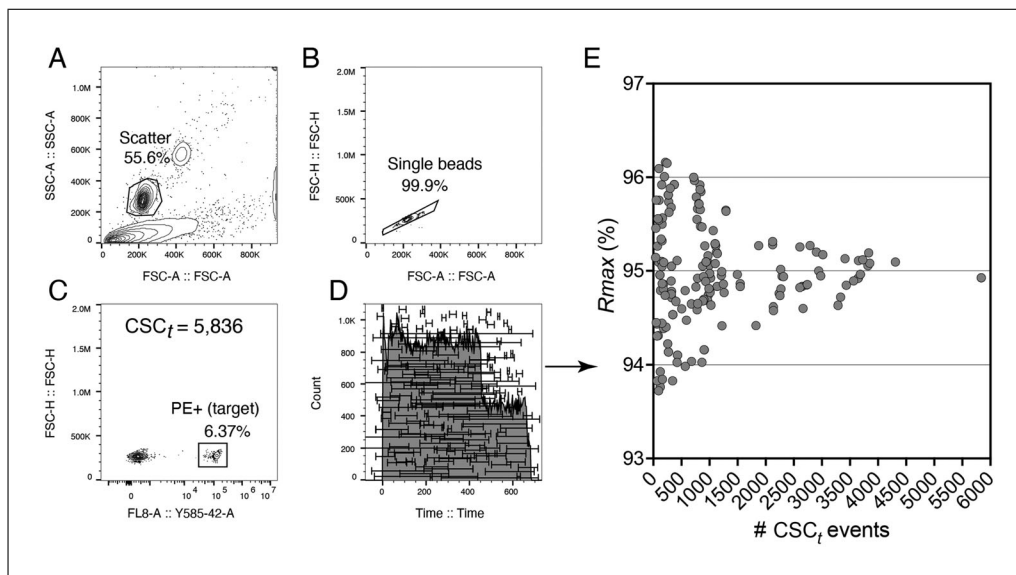 A
1.0M
800K
600K
400K
200K
0
SSC-A :: SSC-A
Scatter
55.6%
0 200K 400K 600K 800K
FSC-A :: FSC-A
B
2.0M
1.5M
1.0M
500K
0
FSC-H :: FSC-H
Single beads
99.9%
0 200K 400K 600K 800K
FSC-A :: FSC-A
C
2.0M
1.5M
1.0M
500K
0
FSC-H :: FSC-H
CSCt = 5,836
PE+ (target)
6.37%
0 10^4 10^5 10^6 10^7
FL8-A :: Y585-42-A
D
1.0K
800
600
400
200
0
Count
0 200 400 600
Time :: Time
E
97
96
95
94
93
Rmax (%)
0 500 1000 1500 2000 2500 3000 3500 4000 4500 5000 5500 6000
# CSCt events